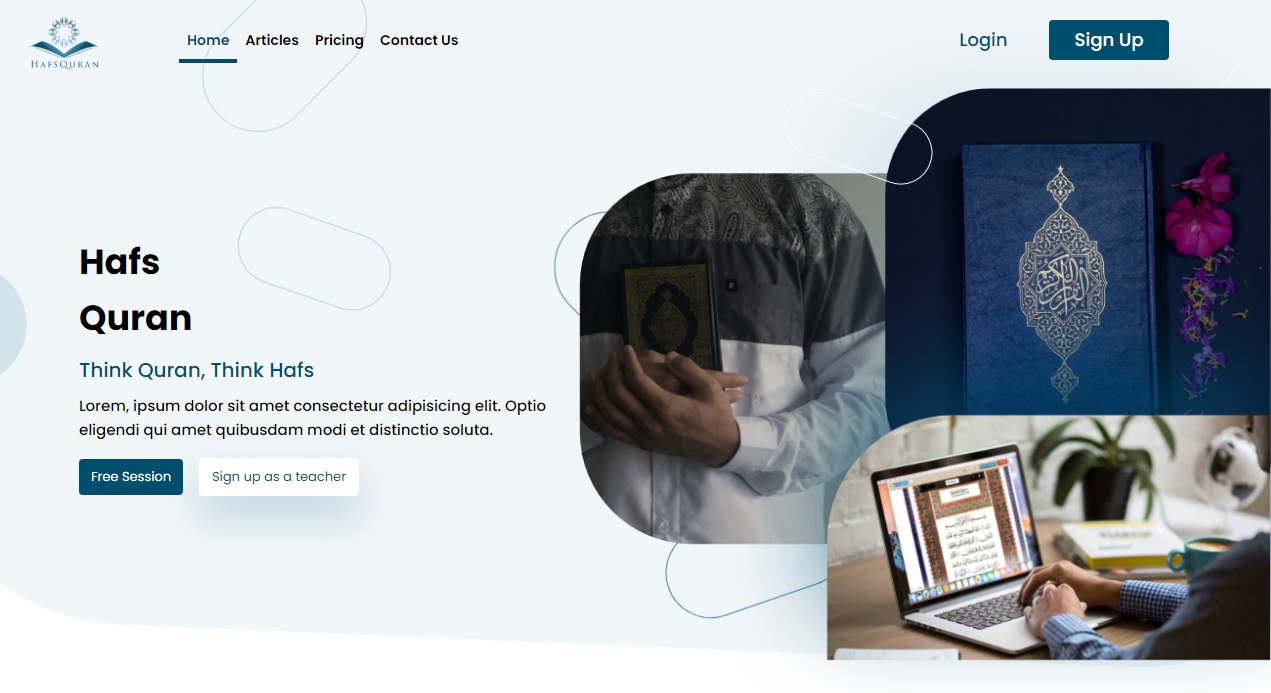 HAFSQURAN
Home Articles Pricing Contact Us
Login
Sign Up
Hafs
Quran
Think Quran, Think Hafs
Lorem, ipsum dolor sit amet consectetur adipisicing elit. Optio
eligendi qui amet quibusdam modi et distinctio soluta.
Free Session
Sign up as a teacher
القرآن الكريم